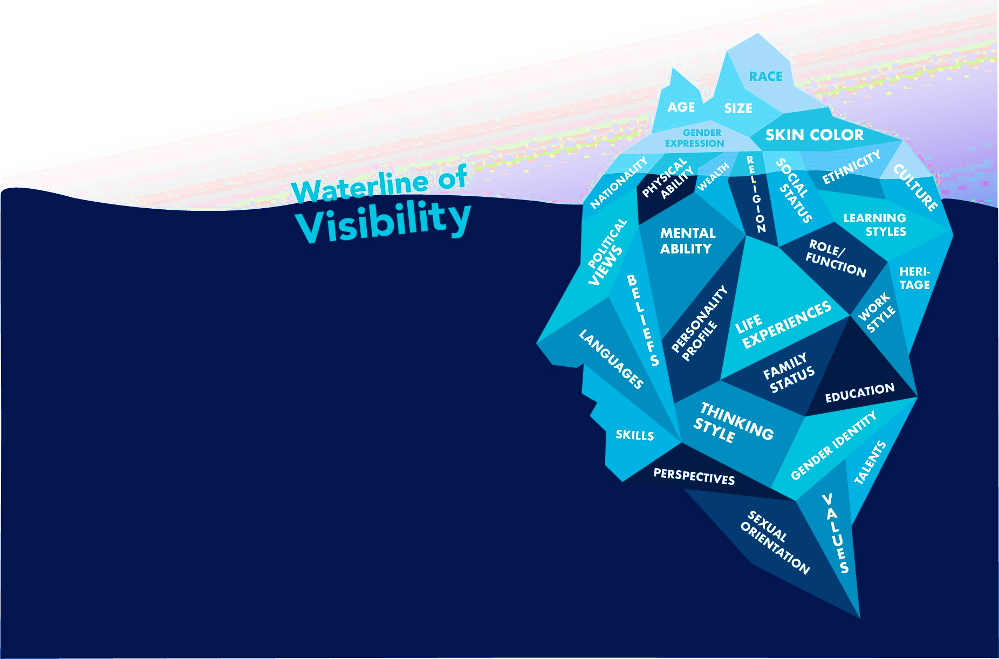 RACE
AGE
SIZE
GENDER
EXPRESSION
SKIN COLOR
Waterline of
Visibility
NATIONALITY
PHYSICAL
ABILITY
WEALTH
RELIGION
SOCIAL
STATUS
ETHNICITY
CULTURE
POLITICAL
VIEWS
MENTAL
ABILITY
LEARNING
STYLES
ROLE/
FUNCTION
HERI-
TAGE
BELIEFS
PERSONALITY
PROFILE
LIFE
EXPERIENCES
WORK
STYLE
LANGUAGES
FAMILY
STATUS
EDUCATION
SKILLS
THINKING
STYLE
GENDER IDENTITY
TALENTS
PERSPECTIVES
VALUES
SEXUAL
ORIENTATION